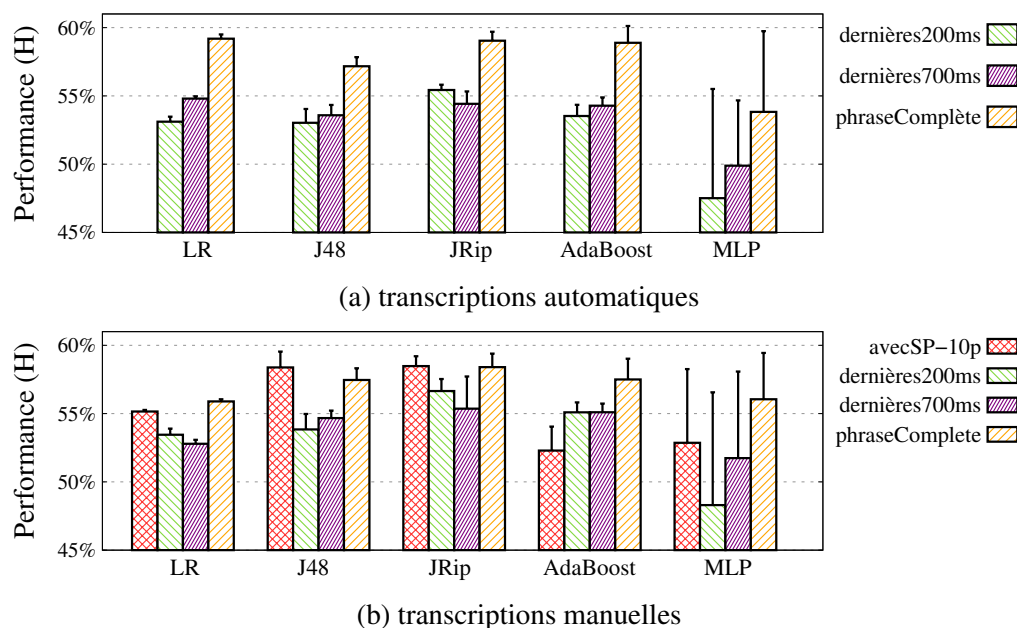 Performance (H)
60%
55%
50%
45%
LR
J48
JRip
AdaBoost
MLP
dernières200ms
dernières700ms
phraseComplète
(a) transcriptions automatiques
Performance (H)
60%
55%
50%
45%
LR
J48
JRip
AdaBoost
MLP
avecSP−10p
dernières200ms
dernières700ms
phraseComplete
(b) transcriptions manuelles